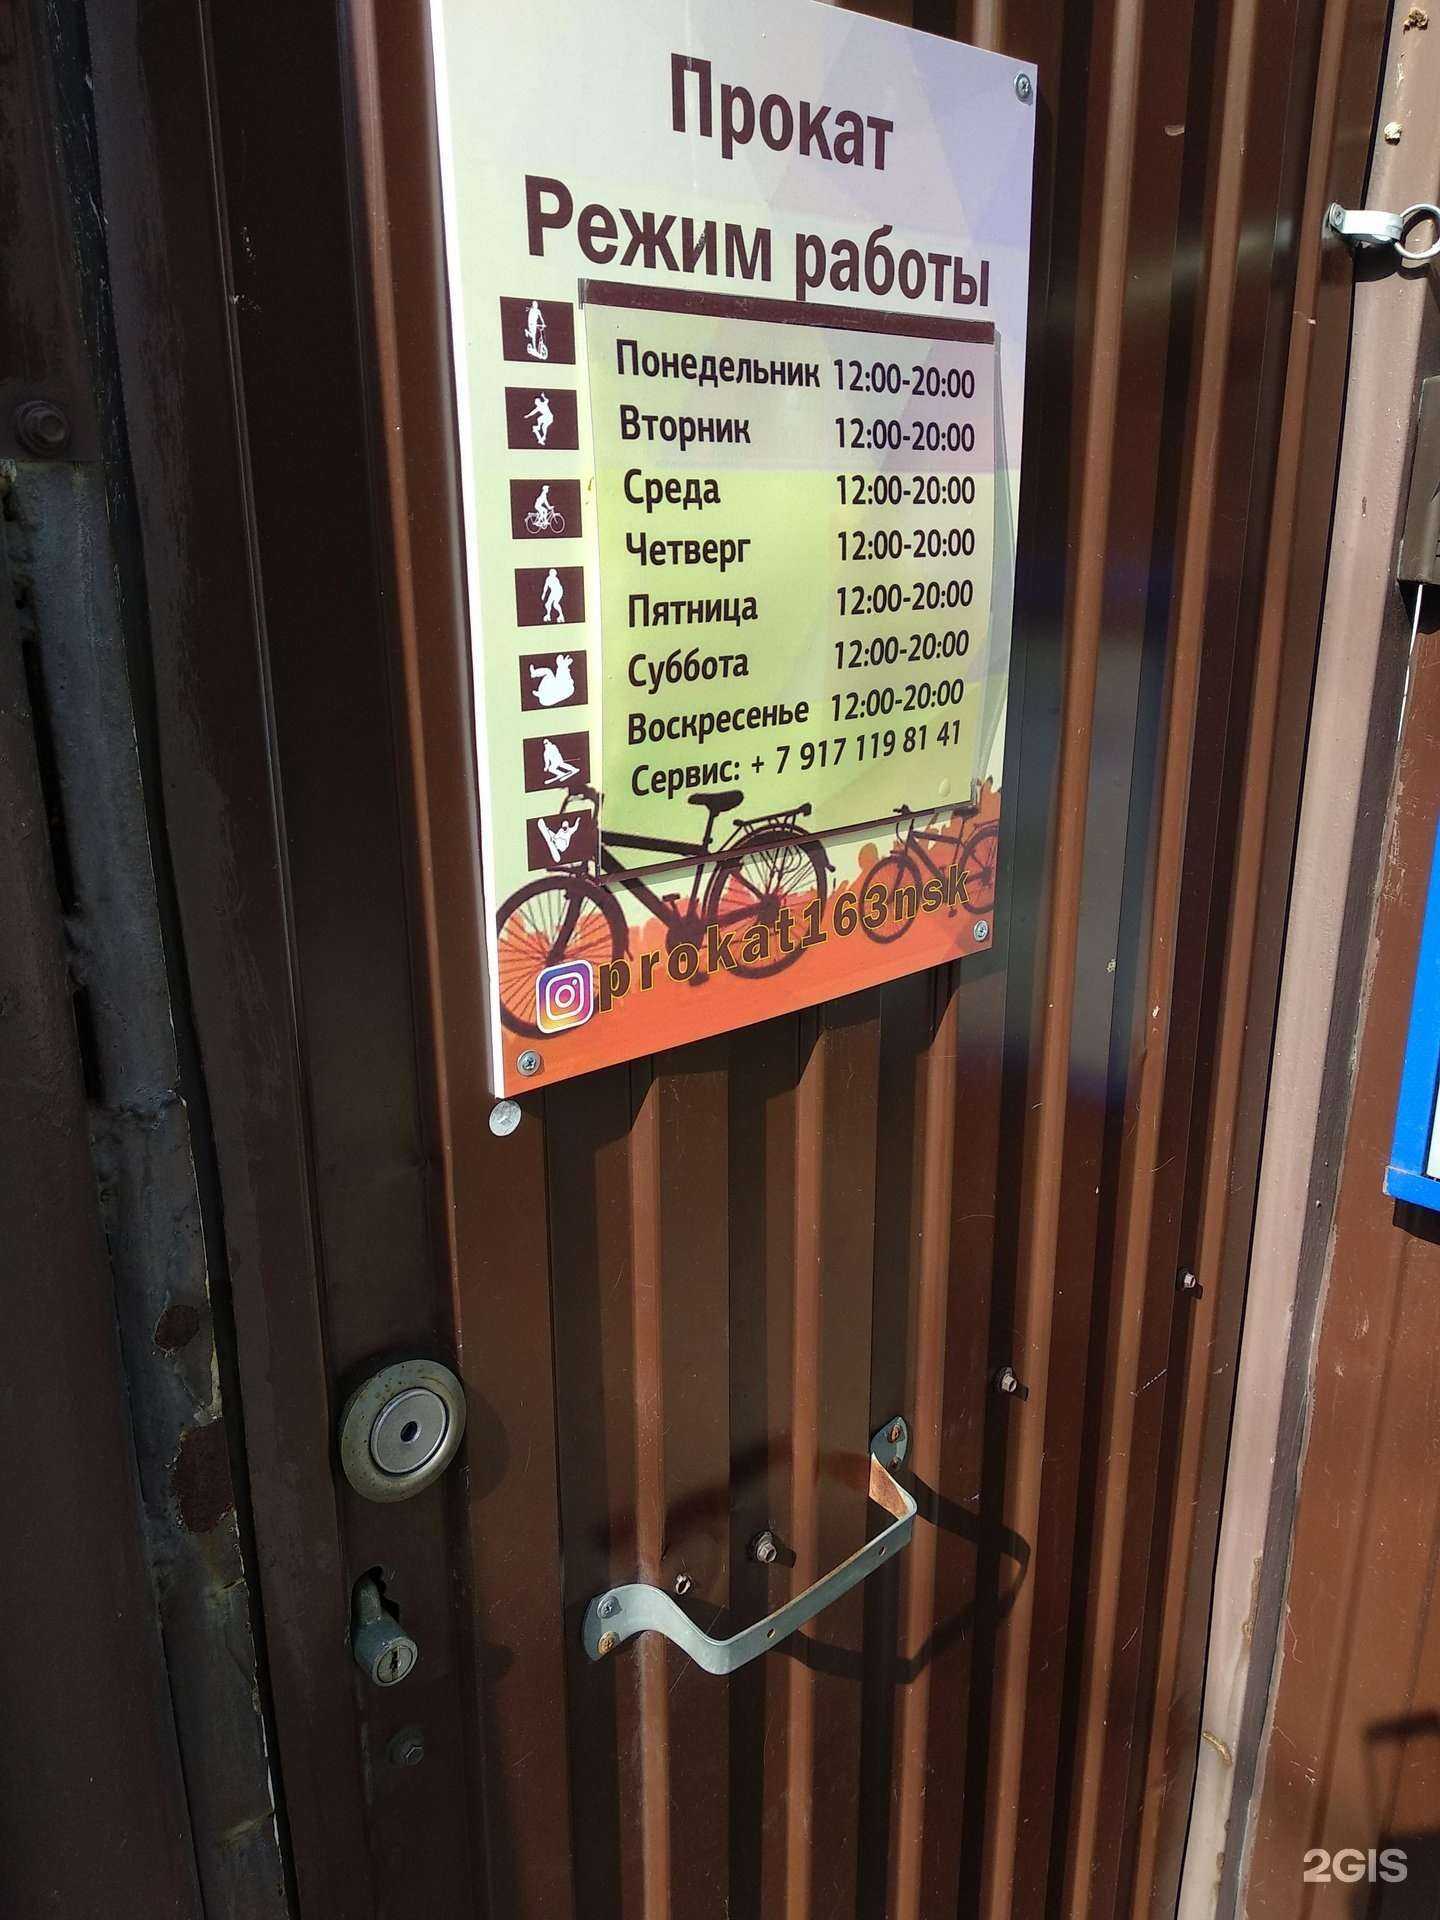 Прокат
Режим работы
Понедельник 12:00-20:00
Вторник 12:00-20:00
Среда 12:00-20:00
Четверг 12:00-20:00
Пятница 12:00-20:00
Суббота 12:00-20:00
Воскресенье 12:00-20:00
Сервис: + 7 917 119 81 41
prokat163nsk
2GIS